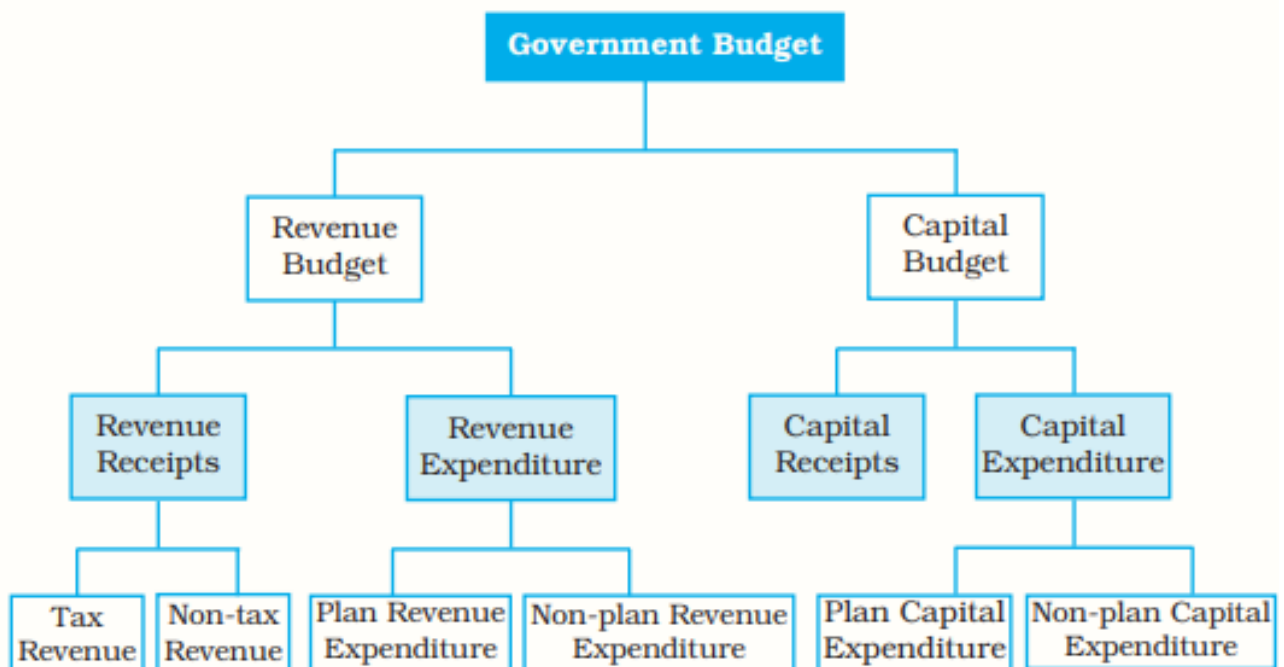 Government Budget
Revenue
Budget
Capital
Budget
Revenue
Receipts
Revenue
Expenditure
Capital
Receipts
Capital
Expenditure
Tax
Revenue
Non-tax
Revenue
Plan Revenue
Expenditure
Non-plan Revenue
Expenditure
Plan Capital
Expenditure
Non-plan Capital
Expenditure